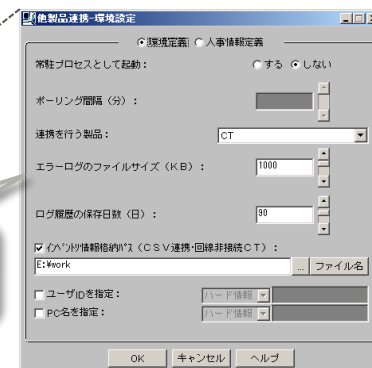 他製品連携-環境設定
環境定義 人事情報定義
常駐プロセスとして起動： する しない
ポーリング間隔（分）：
連携を行う製品： CT
エラーログのファイルサイズ（KB）： 1000
ログ履歴の保存日数（日）： 90
インベントリ情報格納パス（CSV連携・回線非接続CT）：
E:¥work ... ファイル名
ユーザIDを指定： ハード情報
PC名を指定： ハード情報
OK キャンセル ヘルプ